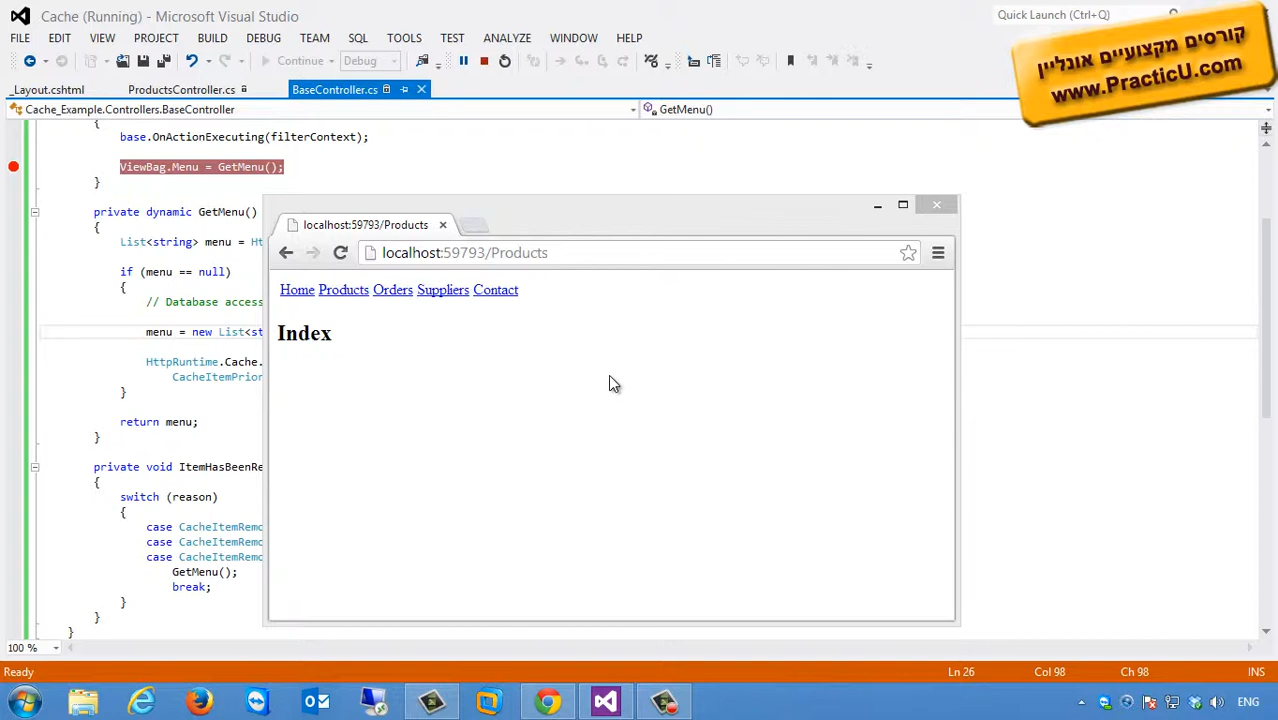 Cache (Running) - Microsoft Visual Studio
Quick Launch (Ctrl+Q)
קורסים מקצועיים אונליין
www.PracticU.com
FILE EDIT VIEW PROJECT BUILD DEBUG TEAM SQL TOOLS TEST ANALYZE WINDOW HELP
Continue Debug
_Layout.cshtml ProductsController.cs BaseController.cs
Cache_Example.Controllers.BaseController GetMenu()
{
base.OnActionExecuting(filterContext);
ViewBag.Menu = GetMenu();
}
private dynamic GetMenu()
{
List<string> menu = Ht
if (menu == null)
{
// Database acces
menu = new List<st
HttpRuntime.Cache.
CacheItemPrior
}
return menu;
}
private void ItemHasBeenRe
{
switch (reason)
{
case CacheItemRemo
case CacheItemRemo
case CacheItemRemo
GetMenu();
break;
}
}
}
localhost:59793/Products
localhost:59793/Products
Home Products Orders Suppliers Contact
Index
100 %
Ready Ln 26 Col 98 Ch 98 INS
ENG